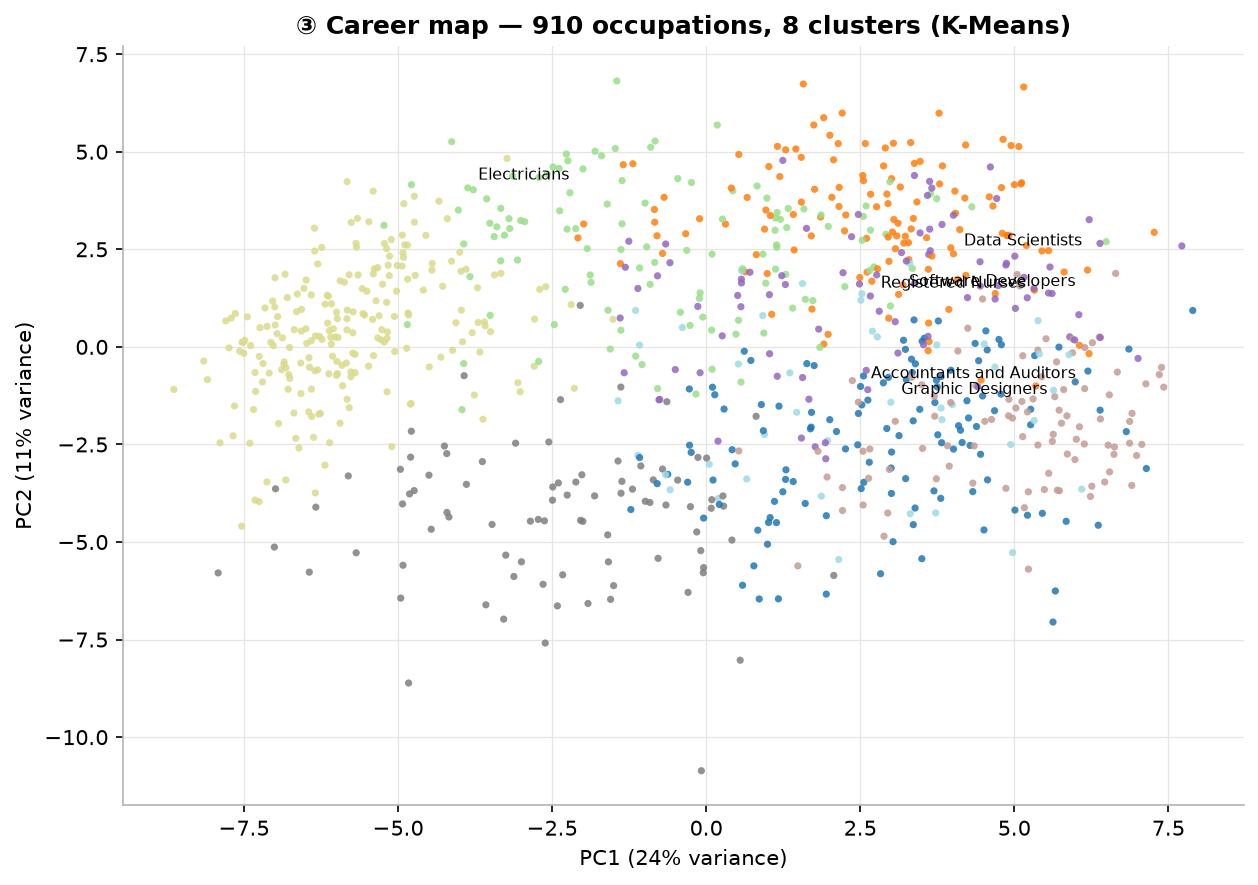 ③ Career map — 910 occupations, 8 clusters (K-Means)
7.5
5.0
2.5
0.0
−2.5
−5.0
−7.5
−10.0
PC2 (11% variance)
Electricians
Data Scientists
Software Developers
Registered Nurses
Accountants and Auditors
Graphic Designers
−7.5
−5.0
−2.5
0.0
2.5
5.0
7.5
PC1 (24% variance)